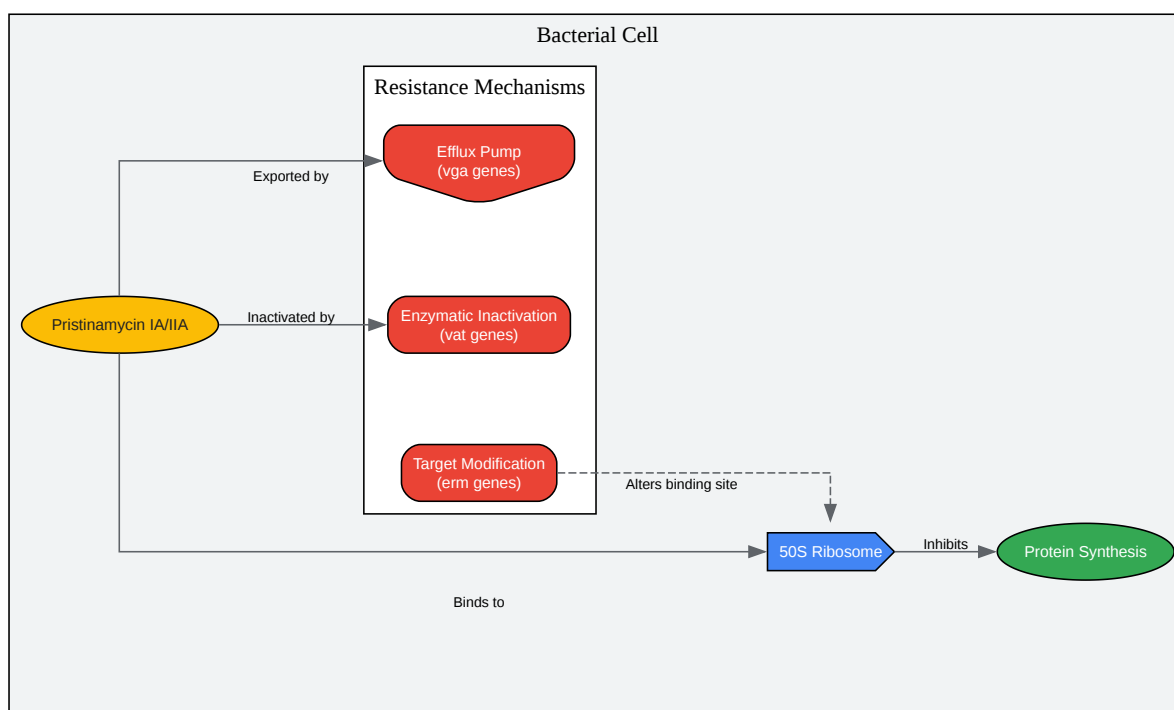 Bacterial Cell
Resistance Mechanisms
Efflux Pump
(vga genes)
Exported by
Pristinamycin IA/IIA
Inactivated by
Enzymatic Inactivation
(vat genes)
Target Modification
(erm genes)
Alters binding site
50S Ribosome
Inhibits
Protein Synthesis
Binds to